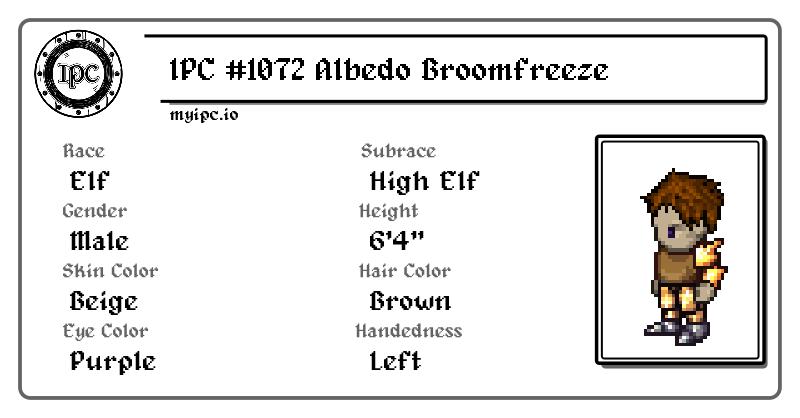 IPC
IPC #1072 Albedo Broomfreeze
myipc.io
Race
Elf
Subrace
High Elf
Gender
Male
Height
6'4"
Skin Color
Beige
Hair Color
Brown
Eye Color
Purple
Handedness
Left